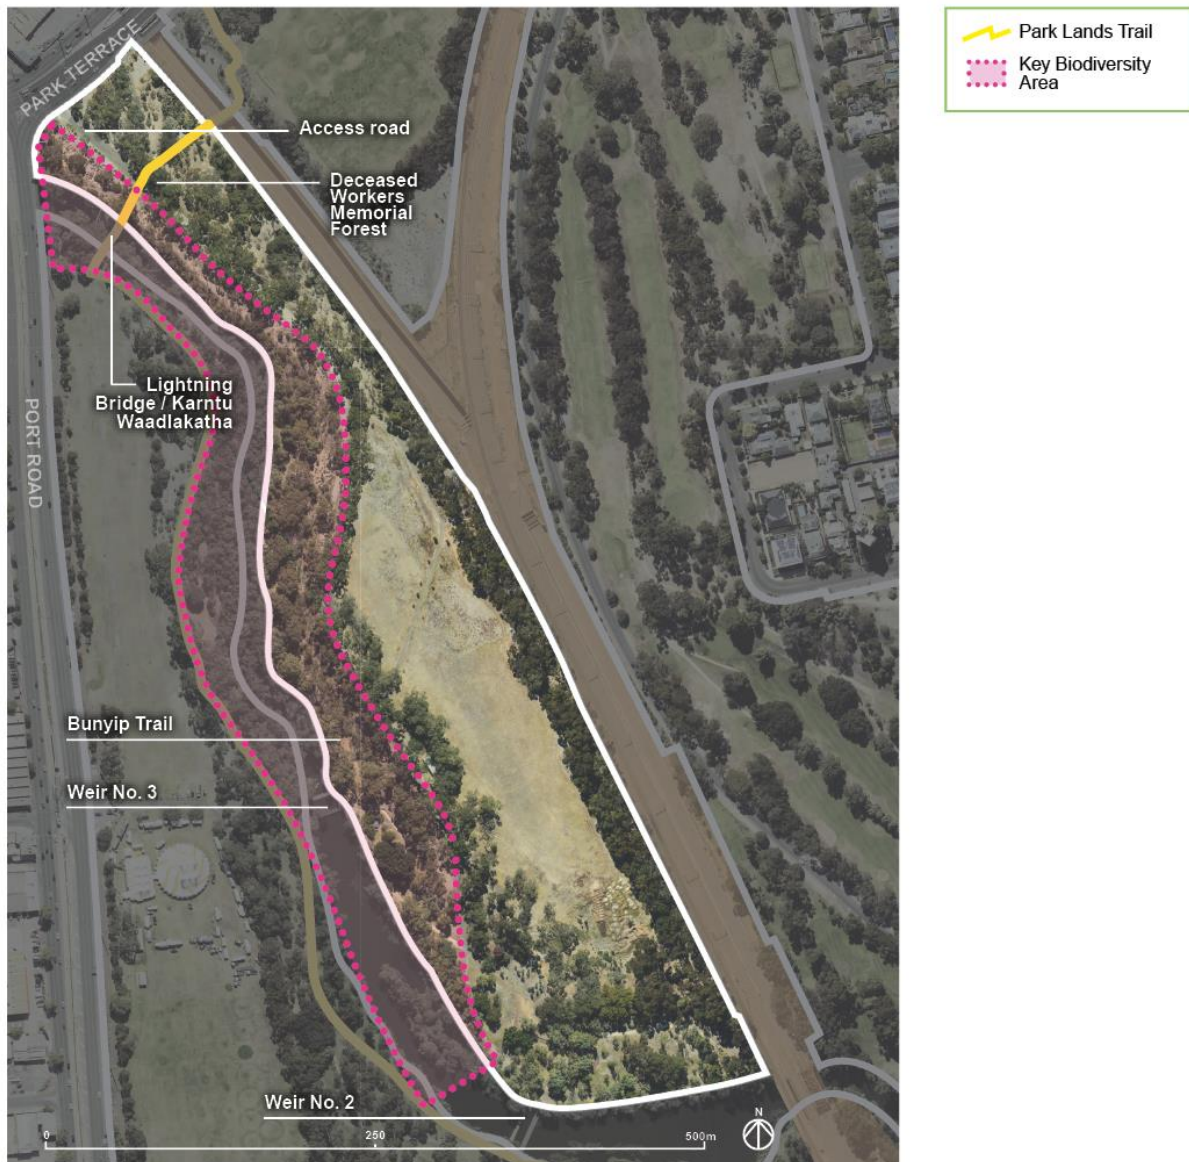 Park Lands Trail
Key Biodiversity
Area
PARK TERRACE
Access road
Deceased
Workers
Memorial
Forest
Lightning
Bridge / Karntu
Waadlakatha
PORT ROAD
Bunyip Trail
Weir No. 3
Weir No. 2
0
250
500m
N